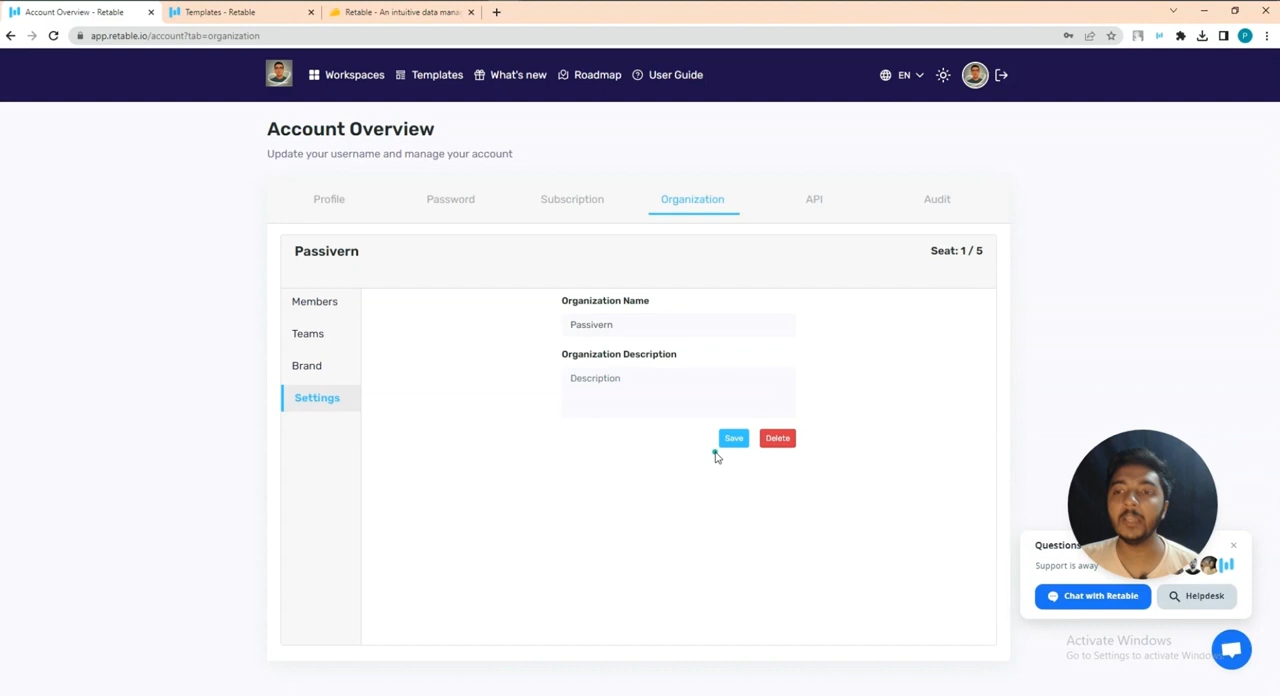 Account Overview - Retable
Templates - Retable
Retable - An intuitive data mana
app.retable.io/account?tab=organization
P
Workspaces
Templates
What's new
Roadmap
User Guide
EN
Account Overview
Update your username and manage your account
Profile
Password
Subscription
Organization
API
Audit
Passivern
Seat: 1 / 5
Members
Teams
Brand
Settings
Organization Name
Passivern
Organization Description
Description
Save
Delete
Questions
Support is away
Chat with Retable
Helpdesk
Activate Windows
Go to Settings to activate Windo